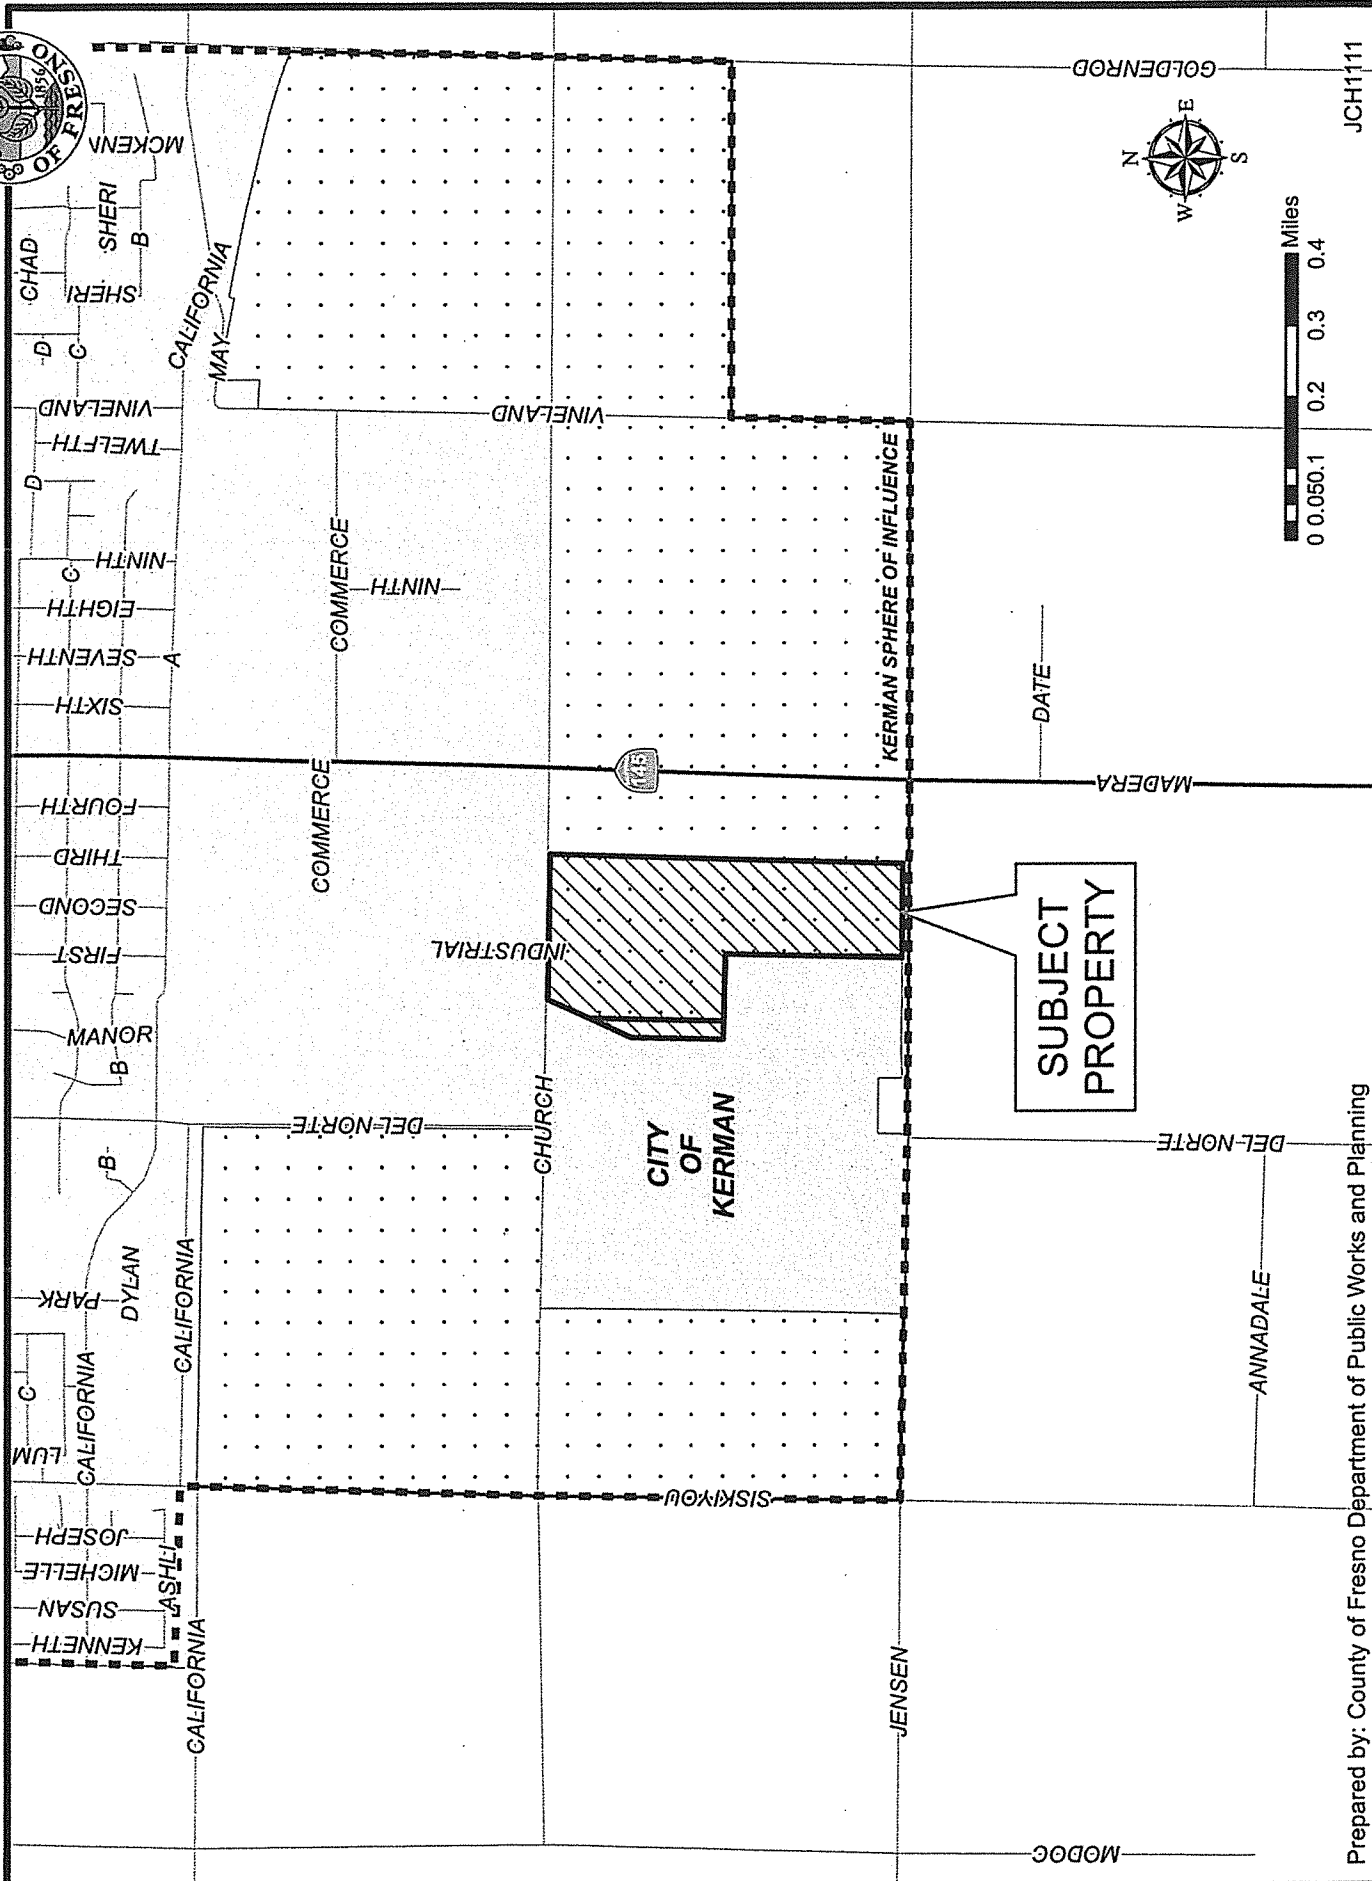 ONS
OF FRES
1856
MCKENN
CHAD
SHERI
SHERI
B
D
C
CALIFORNIA
MAY
VINELAND
TWELFTH
D
C
NINTH
EIGHTH
SEVENTH
A
SIXTH
FOURTH
THIRD
SECOND
FIRST
MANOR
B
B
DYLAN
PARK
CALIFORNIA
C
LUM
CALIFORNIA
JOSEPH
MICHELLE
SUSAN
KENNETH
ASHLI
CALIFORNIA
COMMERCE
NINTH
COMMERCE
VINELAND
INDUSTRIAL
DEL NORTE
CHURCH
145
CITY
OF
KERMAN
KERMAN SPHERE OF INFLUENCE
SISKIYOU
JENSEN
MODOC
GOLDENROD
DATE
MADERA
SUBJECT
PROPERTY
DEL NORTE
ANNADALE
N
W
E
S
Miles
0 0.050.1 0.2 0.3 0.4
JCH1111
Prepared by: County of Fresno Department of Public Works and Planning